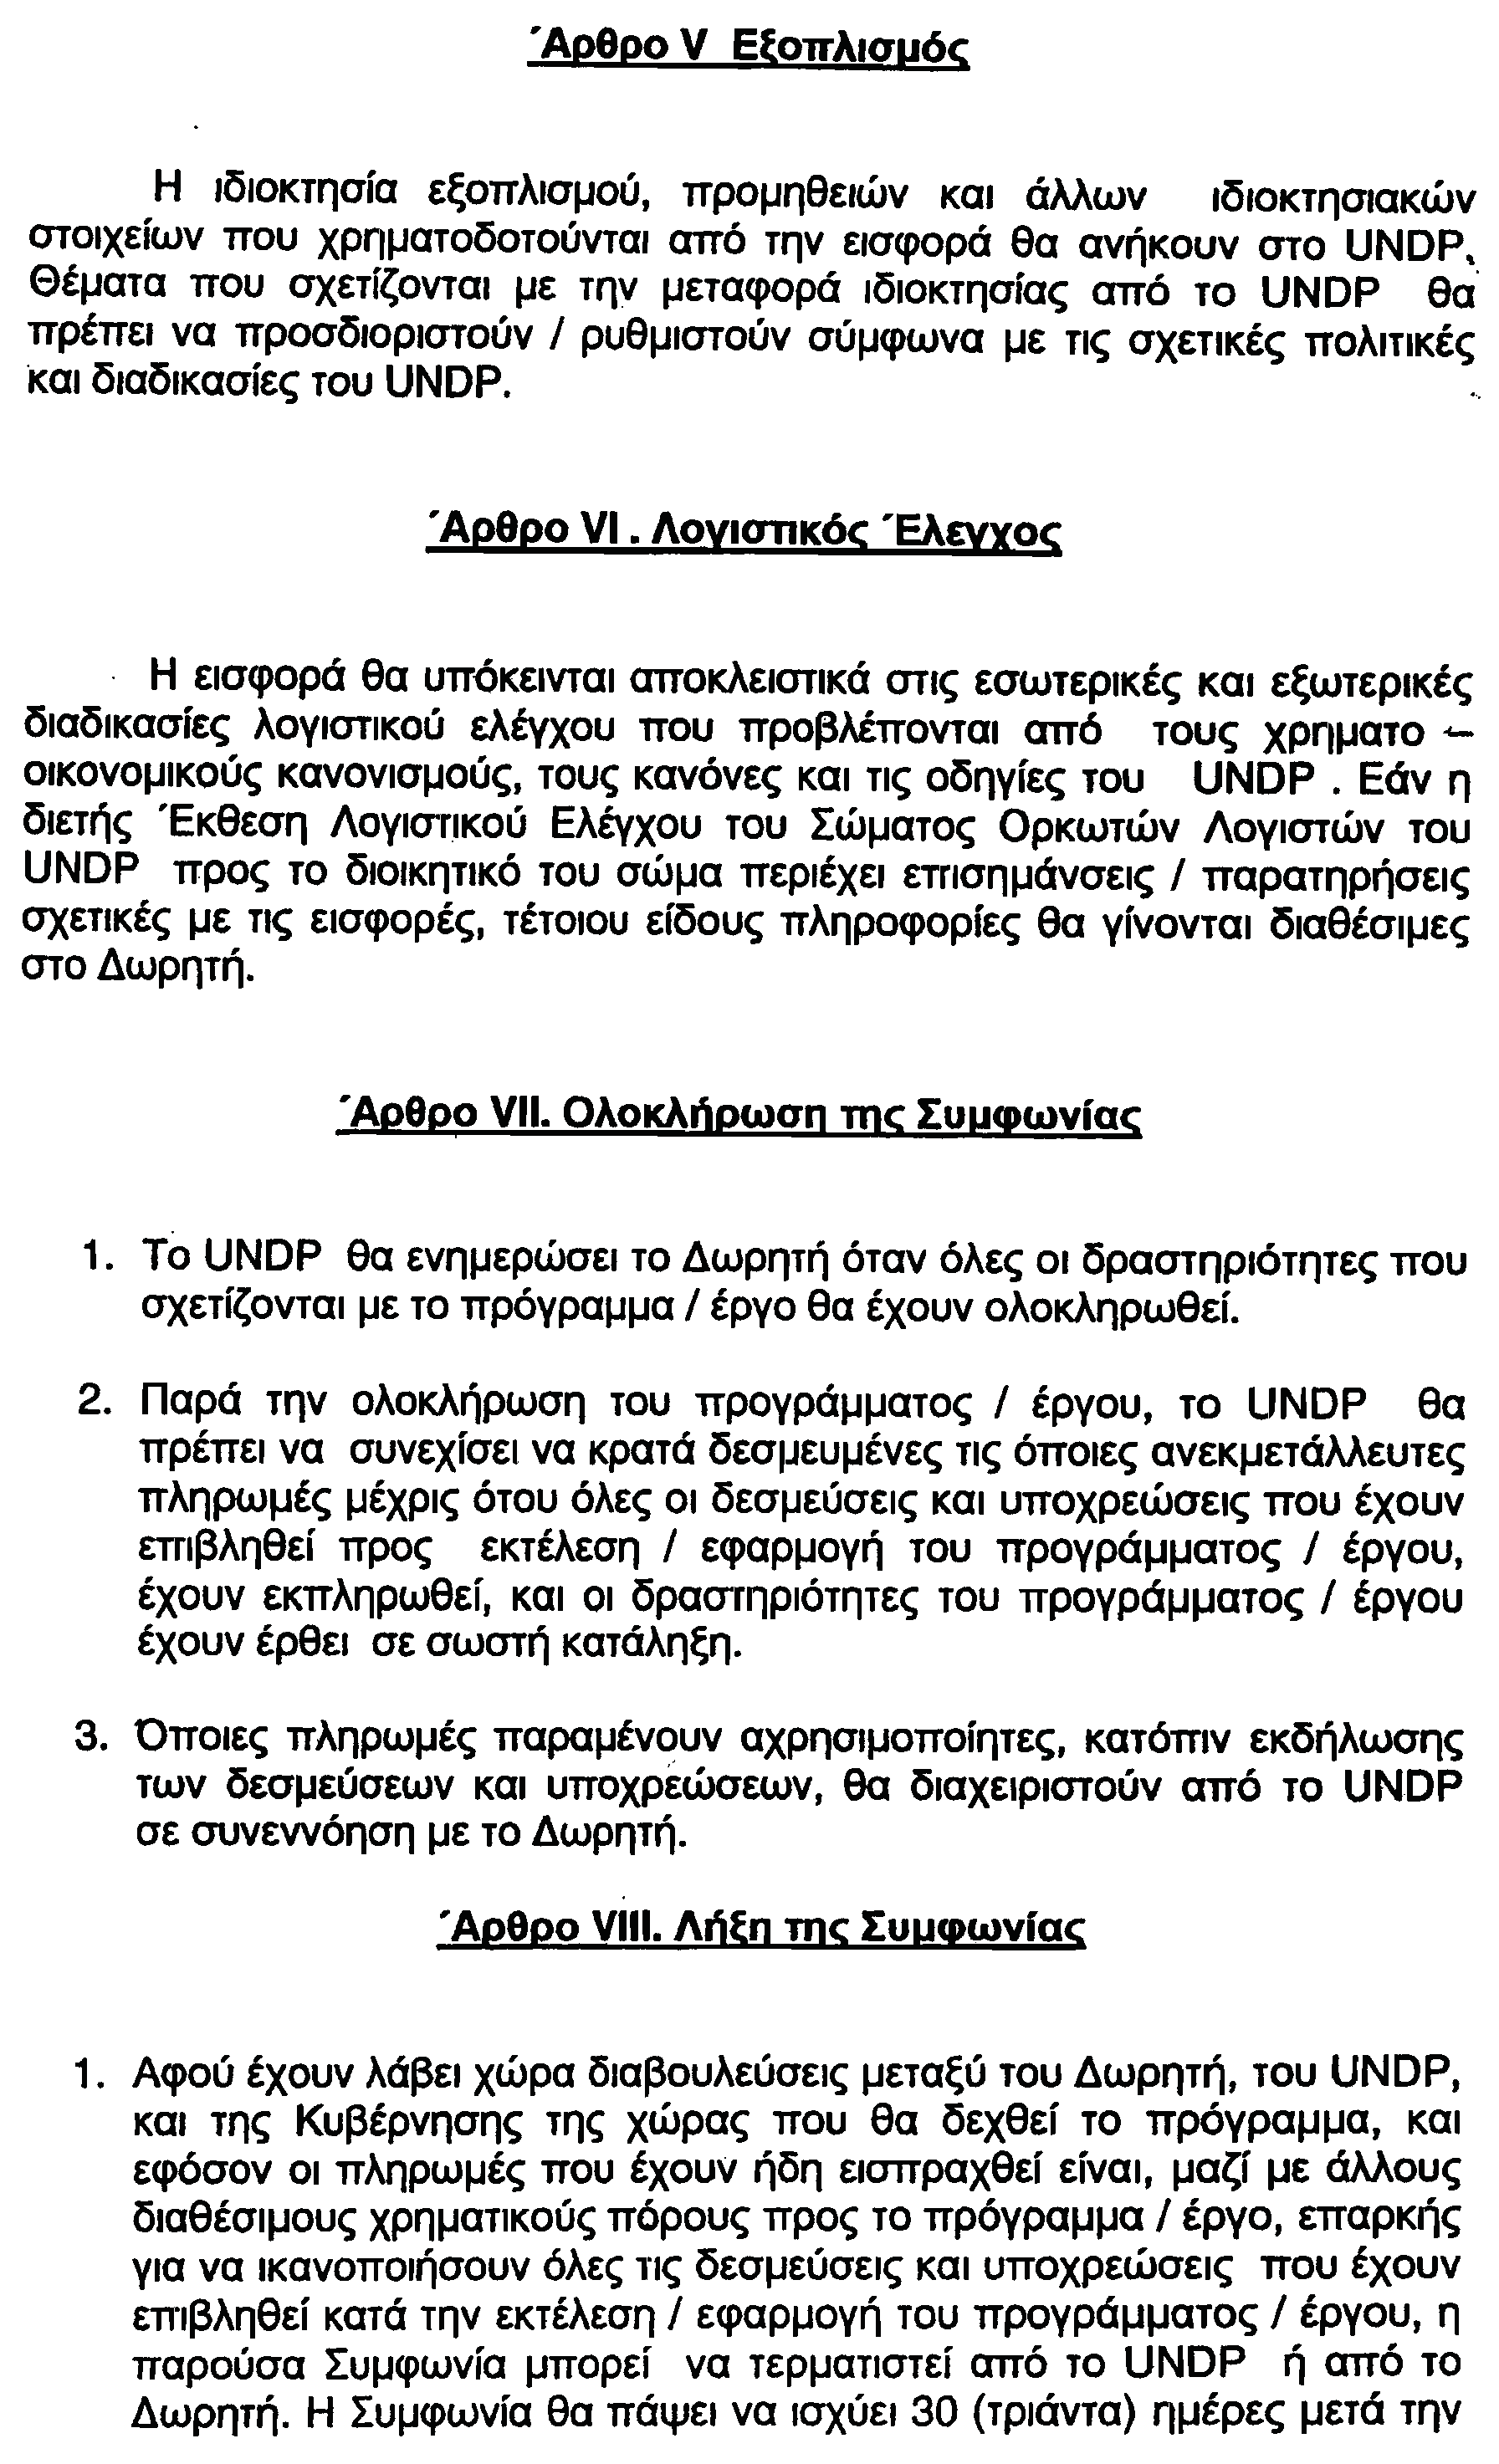 Άρθρο V Εξοπλισμός
Η ιδιοκτησία εξοπλισμού, προμηθειών και άλλων ιδιοκτησιακών
στοιχείων που χρηματοδοτούνται από την εισφορά θα ανήκουν στο UNDP.
Θέματα που σχετίζονται με την μεταφορά ιδιοκτησίας από το UNDP θα
πρέπει να προσδιοριστούν / ρυθμιστούν σύμφωνα με τις σχετικές πολιτικές
και διαδικασίες του UNDP.
Άρθρο VI . Λογιστικός Έλεγχος
Η εισφορά θα υπόκεινται αποκλειστικά στις εσωτερικές και εξωτερικές
διαδικασίες λογιστικού ελέγχου που προβλέπονται από τους χρηματο –
οικονομικούς κανονισμούς, τους κανόνες και τις οδηγίες του UNDP . Εάν η
διετής Έκθεση Λογιστικού Ελέγχου του Σώματος Ορκωτών Λογιστών του
UNDP προς το διοικητικό του σώμα περιέχει επισημάνσεις / παρατηρήσεις
σχετικές με τις εισφορές, τέτοιου είδους πληροφορίες θα γίνονται διαθέσιμες
στο Δωρητή.
Άρθρο VII. Ολοκλήρωση της Συμφωνίας
1. Το UNDP θα ενημερώσει το Δωρητή όταν όλες οι δραστηριότητες που
σχετίζονται με το πρόγραμμα / έργο θα έχουν ολοκληρωθεί.
2. Παρά την ολοκλήρωση του προγράμματος / έργου, το UNDP θα
πρέπει να συνεχίσει να κρατά δεσμευμένες τις όποιες ανεκμετάλλευτες
πληρωμές μέχρις ότου όλες οι δεσμεύσεις και υποχρεώσεις που έχουν
επιβληθεί προς εκτέλεση / εφαρμογή του προγράμματος / έργου,
έχουν εκπληρωθεί, και οι δραστηριότητες του προγράμματος / έργου
έχουν έρθει σε σωστή κατάληξη.
3. Όποιες πληρωμές παραμένουν αχρησιμοποίητες, κατόπιν εκδήλωσης
των δεσμεύσεων και υποχρεώσεων, θα διαχειριστούν από το UNDP
σε συνεννόηση με το Δωρητή.
Άρθρο VIII. Λήξη της Συμφωνίας
1. Αφού έχουν λάβει χώρα διαβουλεύσεις μεταξύ του Δωρητή, του UNDP,
και της Κυβέρνησης της χώρας που θα δεχθεί το πρόγραμμα, και
εφόσον οι πληρωμές που έχουν ήδη εισπραχθεί είναι, μαζί με άλλους
διαθέσιμους χρηματικούς πόρους προς το πρόγραμμα / έργο, επαρκής
για να ικανοποιήσουν όλες τις δεσμεύσεις και υποχρεώσεις που έχουν
επιβληθεί κατά την εκτέλεση / εφαρμογή του προγράμματος / έργου, η
παρούσα Συμφωνία μπορεί να τερματιστεί από το UNDP ή από το
Δωρητή. Η Συμφωνία θα πάψει να ισχύει 30 (τριάντα) ημέρες μετά την